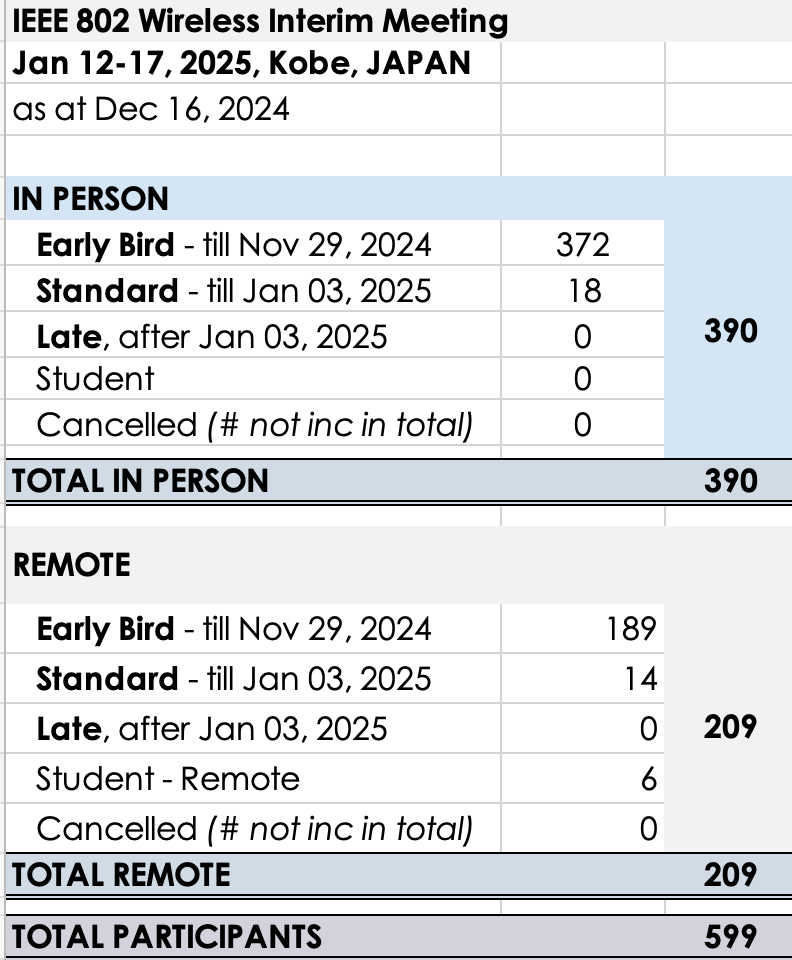 IEEE 802 Wireless Interim Meeting
Jan 12-17, 2025, Kobe, JAPAN
as at Dec 16, 2024
IN PERSON
Early Bird - till Nov 29, 2024 372
Standard - till Jan 03, 2025 18
Late, after Jan 03, 2025 0 390
Student 0
Cancelled (# not inc in total) 0
TOTAL IN PERSON 390
REMOTE
Early Bird - till Nov 29, 2024 189
Standard - till Jan 03, 2025 14
Late, after Jan 03, 2025 0 209
Student - Remote 6
Cancelled (# not inc in total) 0
TOTAL REMOTE 209
TOTAL PARTICIPANTS 599